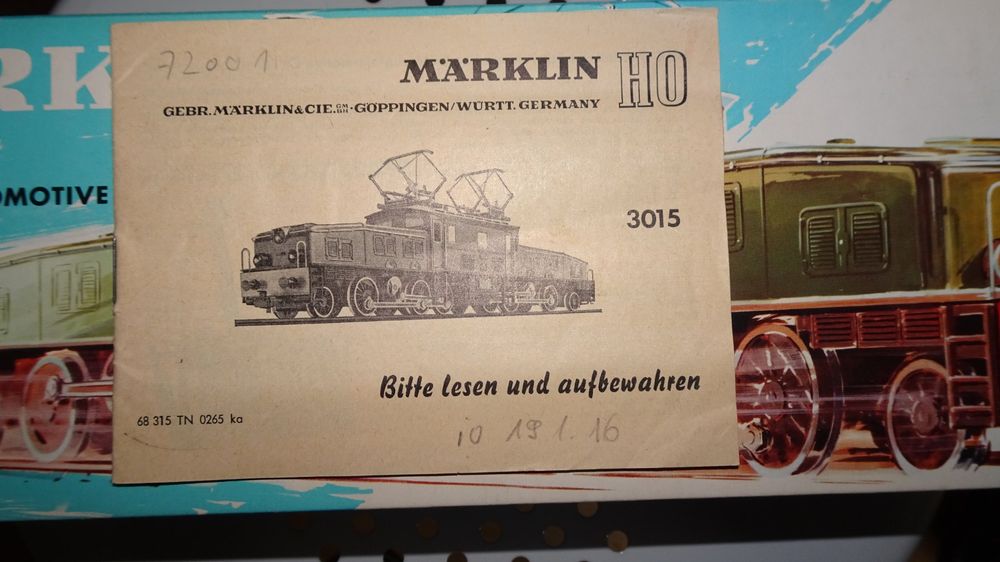 RK
OMOTIVE
72001
MÄRKLIN HO
GEBR. MÄRKLIN & CIE. GMBH · GÖPPINGEN/WÜRTT. GERMANY
3015
Bitte lesen und aufbewahren
68 315 TN 0265 ka
io 19 1. 16